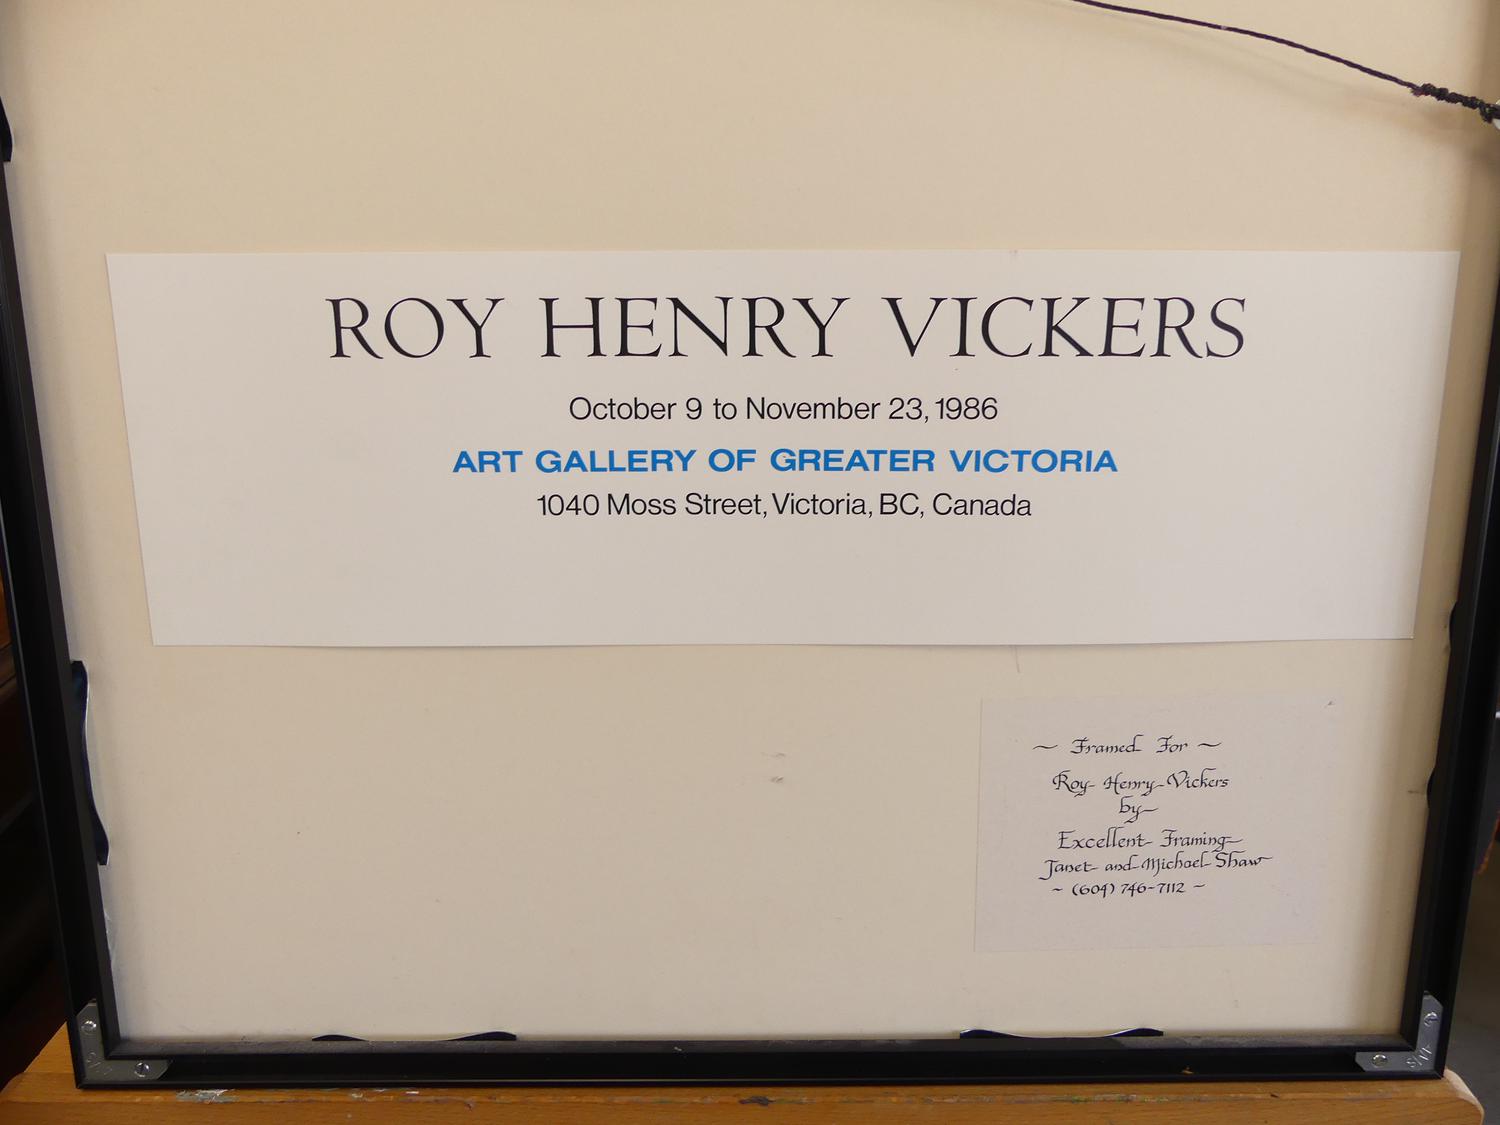 ROY HENRY VICKERS
October 9 to November 23, 1986
ART GALLERY OF GREATER VICTORIA
1040 Moss Street, Victoria, BC, Canada
~ Framed For ~
Roy Henry Vickers
by
Excellent Framing
Janet and Michael Shaw
~ (604) 746-7112 ~